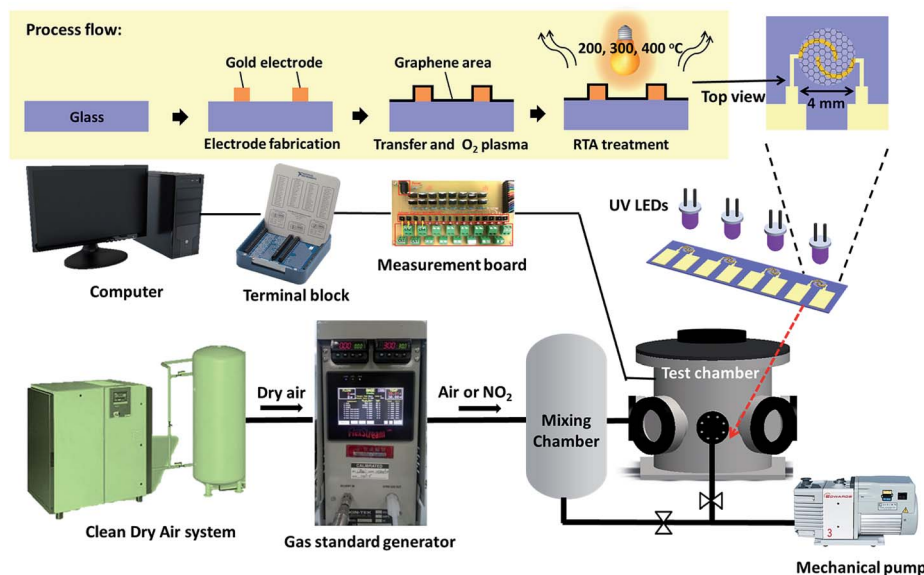 Process flow:
200, 300, 400 °C
Gold electrode
Graphene area
Glass
Top view
4 mm
Electrode fabrication
Transfer and O₂ plasma
RTA treatment
UV LEDs
Computer
Terminal block
Measurement board
Dry air
Air or NO₂
Mixing
Chamber
Test chamber
Clean Dry Air system
Gas standard generator
EDWARDS
3
Mechanical pump